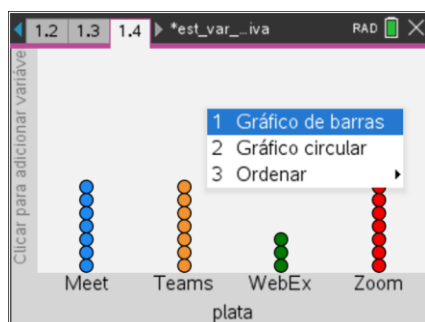 1.2 1.3 1.4 *est_var_...iva RAD
Clicar para adicionar variáve
1 Gráfico de barras
2 Gráfico circular
3 Ordenar
Meet Teams WebEx Zoom
plata